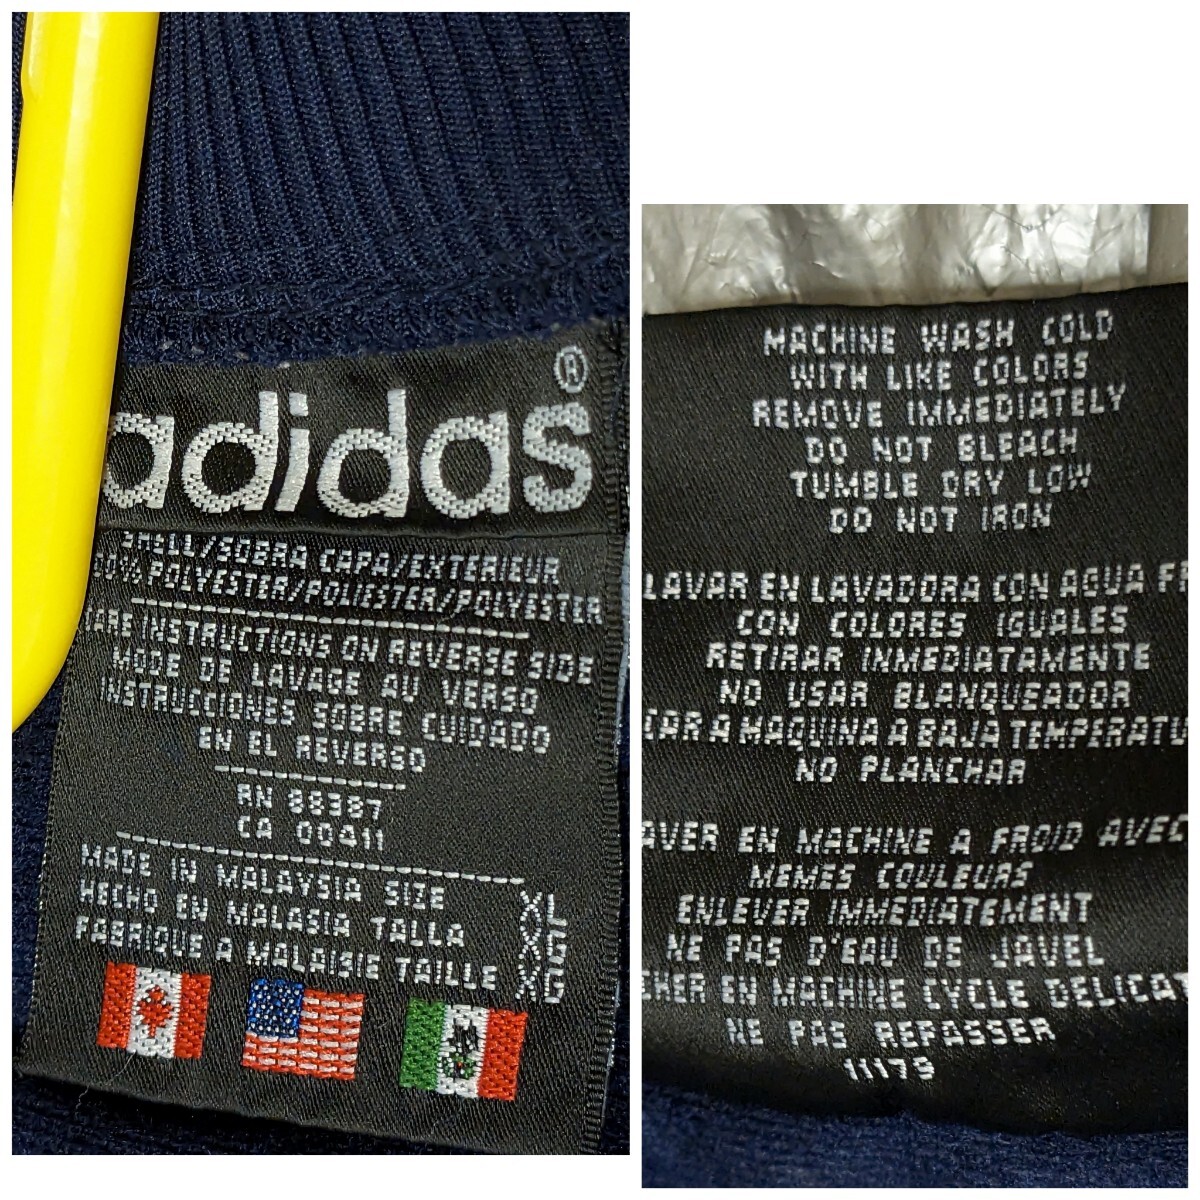 adidas®
SHELL/SOBRA CAPA/EXTERIEUR
POLYESTER/POLIESTER/POLYESTER
INSTRUCTIONS ON REVERSE SIDE
MODE DE LAVAGE AU VERSO
INSTRUCCIONES SOBRE CUIDADO
EN EL REVERSO
RN 88387
CA 00411
MADE IN MALAYSIA SIZE XL
HECHO EN MALASIA TALLA XXG
FABRIQUE A MALAISIE TAILLE XG
MACHINE WASH COLD
WITH LIKE COLORS
REMOVE IMMEDIATELY
DO NOT BLEACH
TUMBLE DRY LOW
DO NOT IRON
LAVAR EN LAVADORA CON AGUA FR
CON COLORES IGUALES
RETIRAR INMEDIATAMENTE
NO USAR BLANQUEADOR
CAR A MAQUINA A BAJA TEMPERATU
NO PLANCHAR
AVER EN MACHINE A FROID AVEC
MEMES COULEURS
ENLEVER IMMEDIATEMENT
NE PAS D'EAU DE JAVEL
CHER EN MACHINE CYCLE DELICAT
NE PAS REPASSER
11179